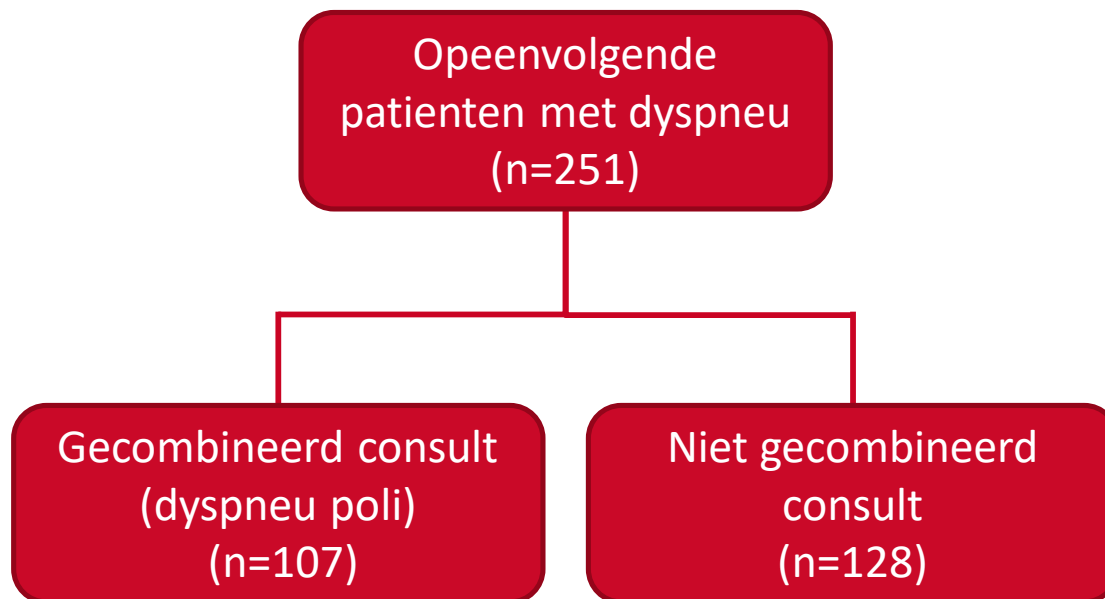 Opeenvolgende
patienten met dyspneu
(n=251)
Gecombineerd consult
(dyspneu poli)
(n=107)
Niet gecombineerd
consult
(n=128)